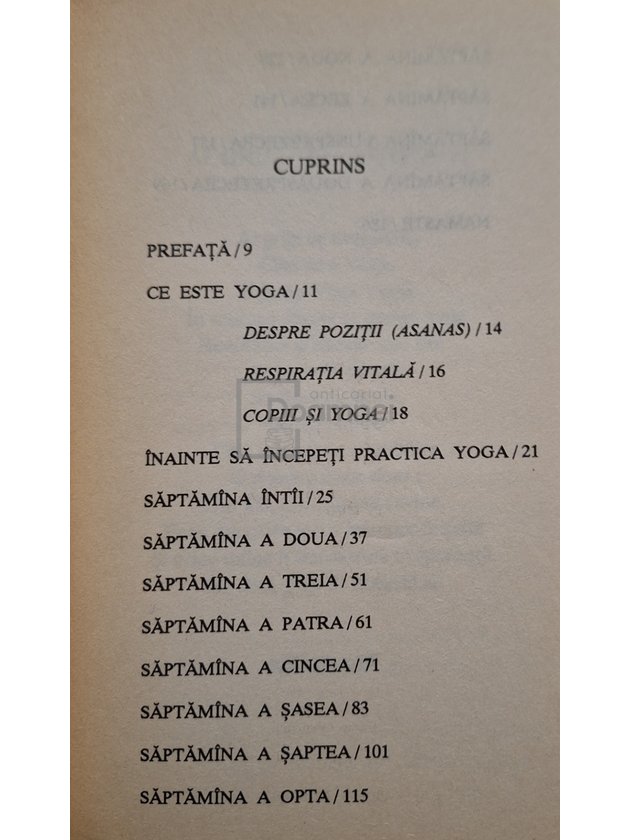 CUPRINS
PREFAȚĂ/9
CE ESTE YOGA/11
DESPRE POZIȚII (ASANAS)/14
RESPIRAȚIA VITALĂ/16
COPIII ȘI YOGA/18
ÎNAINTE SĂ ÎNCEPEȚI PRACTICA YOGA/21
SĂPTĂMÎNA ÎNTÎI/25
SĂPTĂMÎNA A DOUA/37
SĂPTĂMÎNA A TREIA/51
SĂPTĂMÎNA A PATRA/61
SĂPTĂMÎNA A CINCEA/71
SĂPTĂMÎNA A ȘASEA/83
SĂPTĂMÎNA A ȘAPTEA/101
SĂPTĂMÎNA A OPTA/115
antcariat